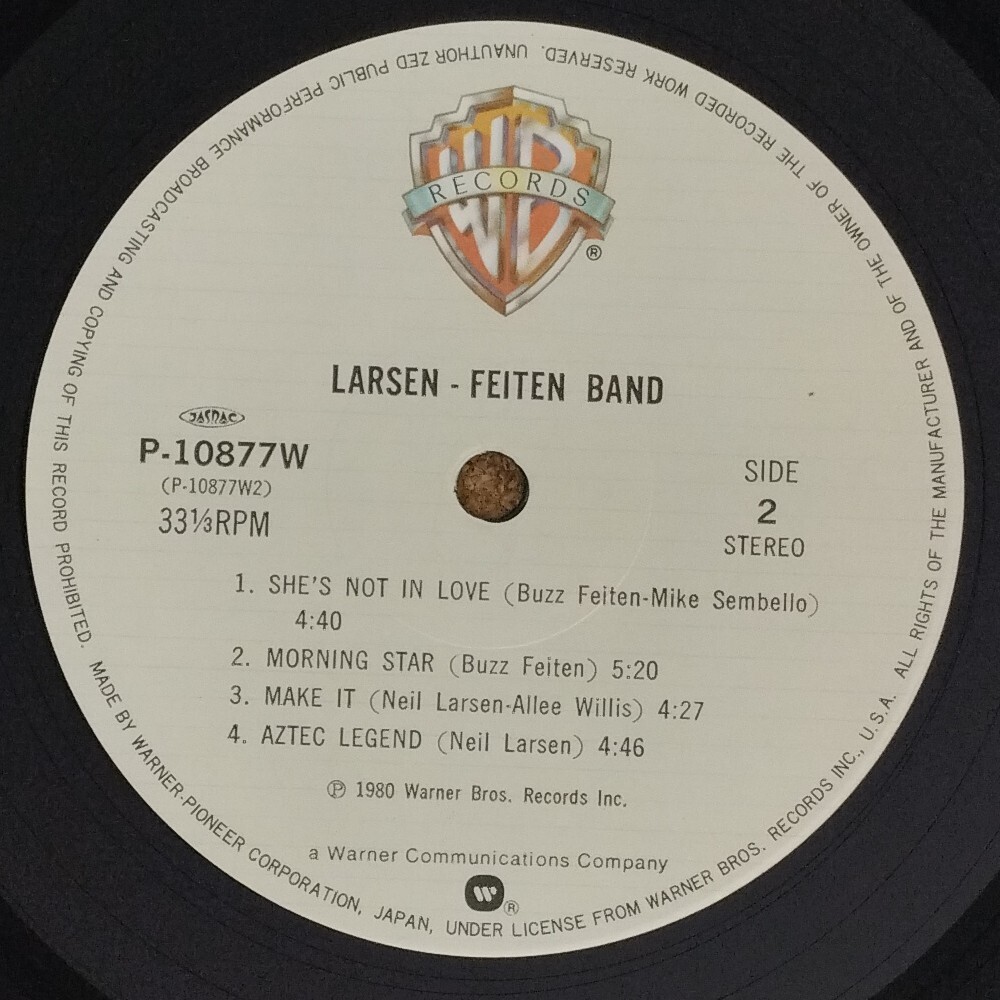 WB
RECORDS
®
LARSEN - FEITEN BAND
JASRAC
P-10877W
(P-10877W2)
33⅓RPM
SIDE
2
STEREO
1. SHE'S NOT IN LOVE (Buzz Feiten-Mike Sembello)
4:40
2. MORNING STAR (Buzz Feiten) 5:20
3. MAKE IT (Neil Larsen-Allee Willis) 4:27
4. AZTEC LEGEND (Neil Larsen) 4:46
℗ 1980 Warner Bros. Records Inc.
a Warner Communications Company
W®
MADE BY WARNER-PIONEER CORPORATION, JAPAN, UNDER LICENSE FROM WARNER BROS. RECORDS INC., U.S.A. ALL RIGHTS OF THE MANUFACTURER AND OF THE OWNER OF THE RECORDED WORK RESERVED. UNAUTHOR ZED PUBLIC PERFORMANCE BROADCASTING AND COPYING OF THIS RECORD PROHIBITED.